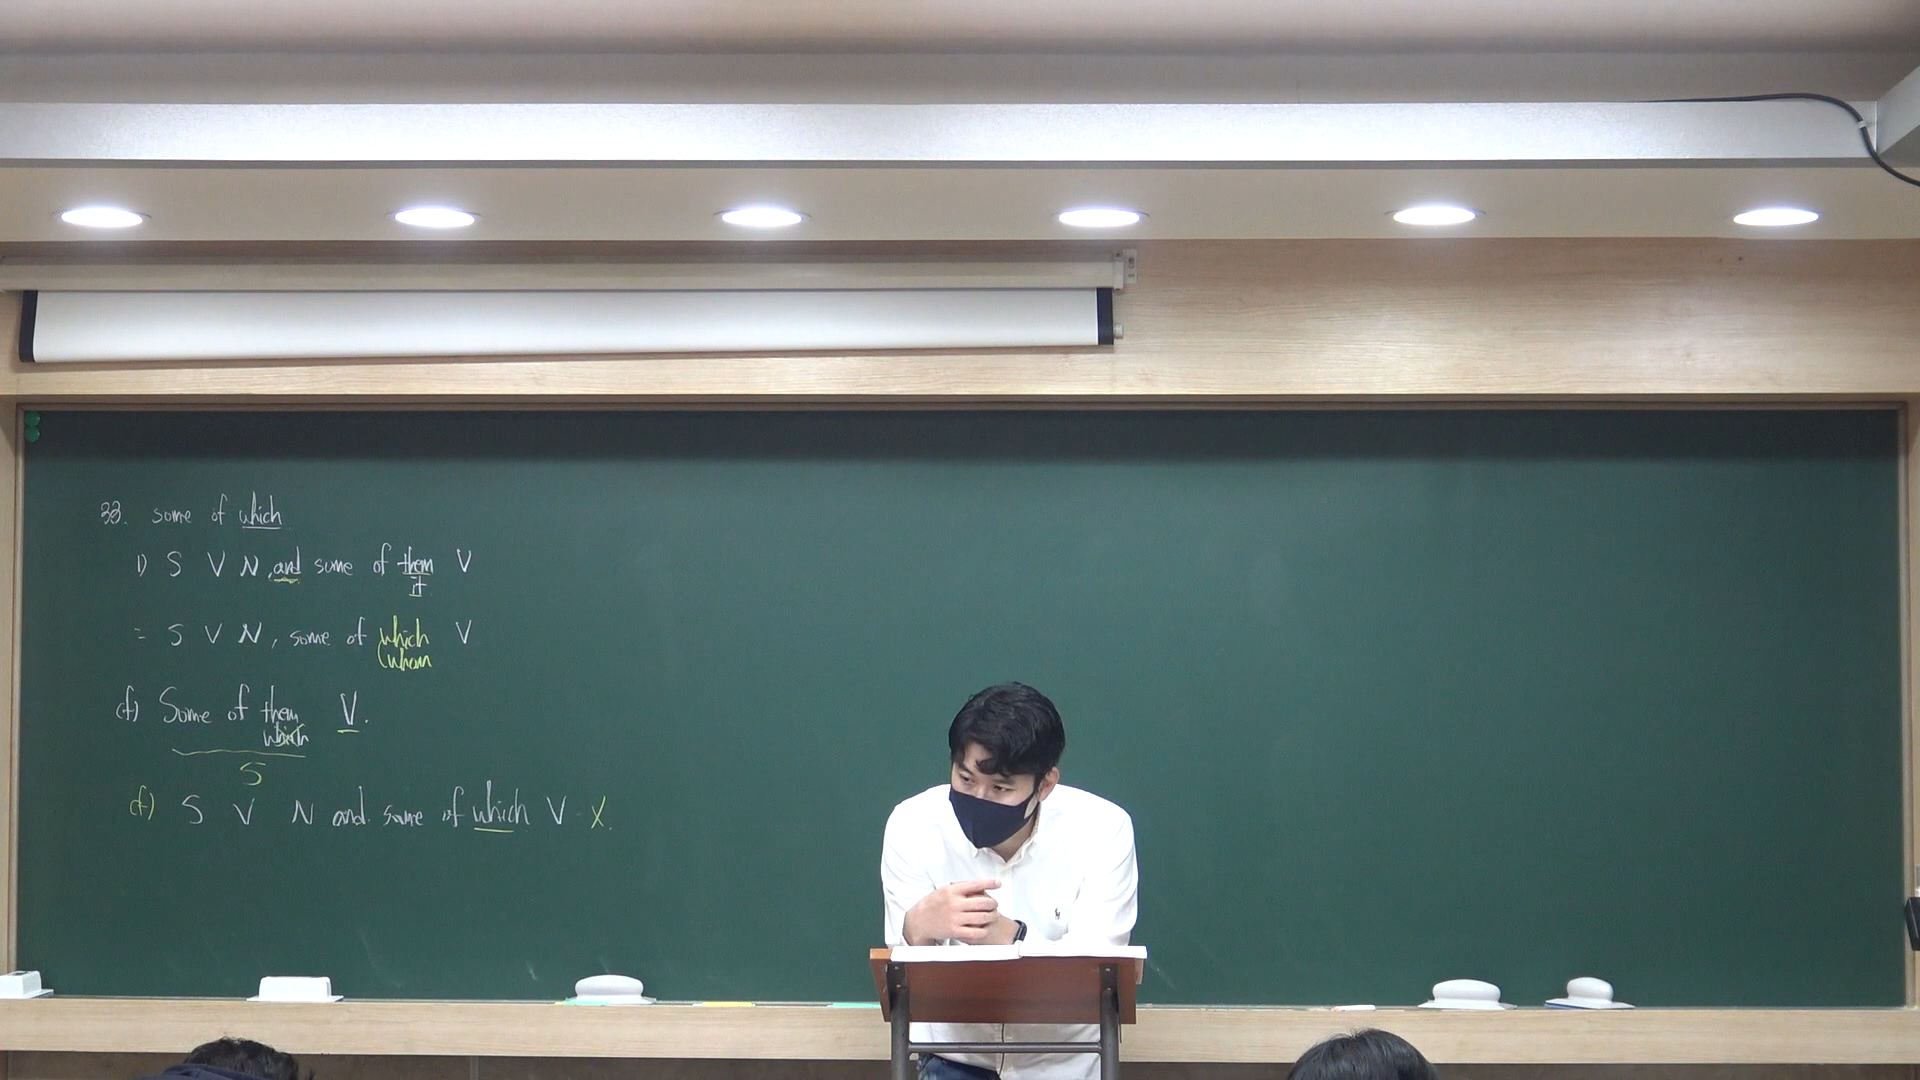 33. some of which
1) S V N, and some of them V
it
= S V N, some of which V
(whom
cf) Some of them V.
which
S
cf) S V N and some of which V X.